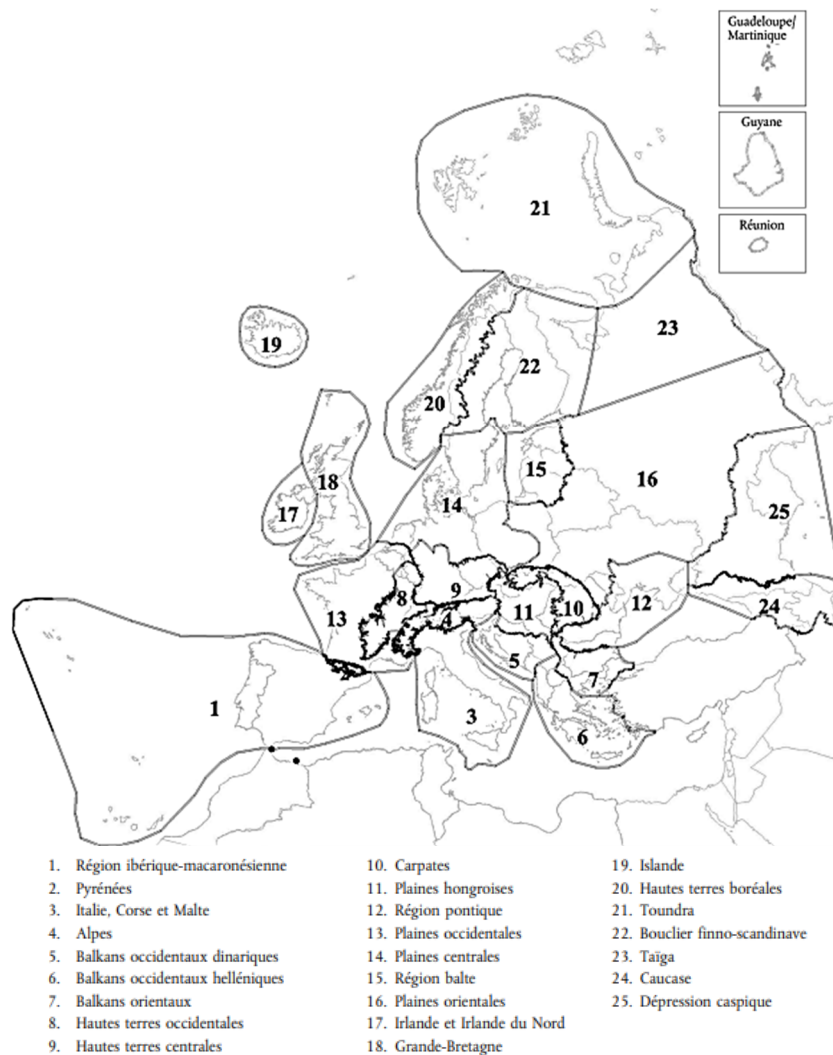 Guadeloupe/
Martinique
Guyane
Réunion
21
23
19
22
20
18
15
16
14
17
25
9
8
13
10
11
12
4
24
5
2
7
1
3
6
1. Région ibérique-macaronésienne
2. Pyrénées
3. Italie, Corse et Malte
4. Alpes
5. Balkans occidentaux dinariques
6. Balkans occidentaux helléniques
7. Balkans orientaux
8. Hautes terres occidentales
9. Hautes terres centrales
10. Carpates
11. Plaines hongroises
12. Région pontique
13. Plaines occidentales
14. Plaines centrales
15. Région balte
16. Plaines orientales
17. Irlande et Irlande du Nord
18. Grande-Bretagne
19. Islande
20. Hautes terres boréales
21. Toundra
22. Bouclier finno-scandinave
23. Taïga
24. Caucase
25. Dépression caspique